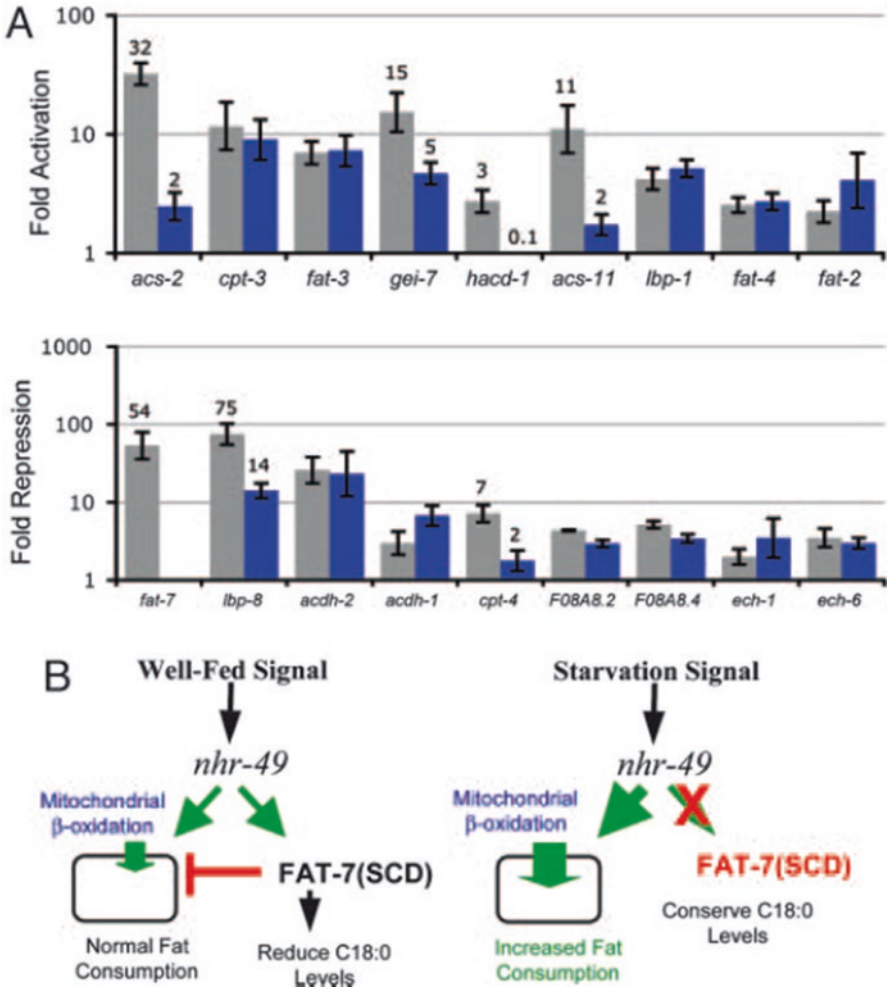 A
100
10
1
Fold Activation
32
2
15
5
3
0.1
11
2
acs-2 cpt-3 fat-3 gei-7 hacd-1 acs-11 lbp-1 fat-4 fat-2
1000
100
10
1
Fold Repression
54
75
14
7
2
fat-7 lbp-8 acdh-2 acdh-1 cpt-4 F08A8.2 F08A8.4 ech-1 ech-6
B
Well-Fed Signal
nhr-49
Mitochondrial
β-oxidation
FAT-7(SCD)
Normal Fat
Consumption
Reduce C18:0
Levels
Starvation Signal
nhr-49
X
Mitochondrial
β-oxidation
FAT-7(SCD)
Conserve C18:0
Levels
Increased Fat
Consumption